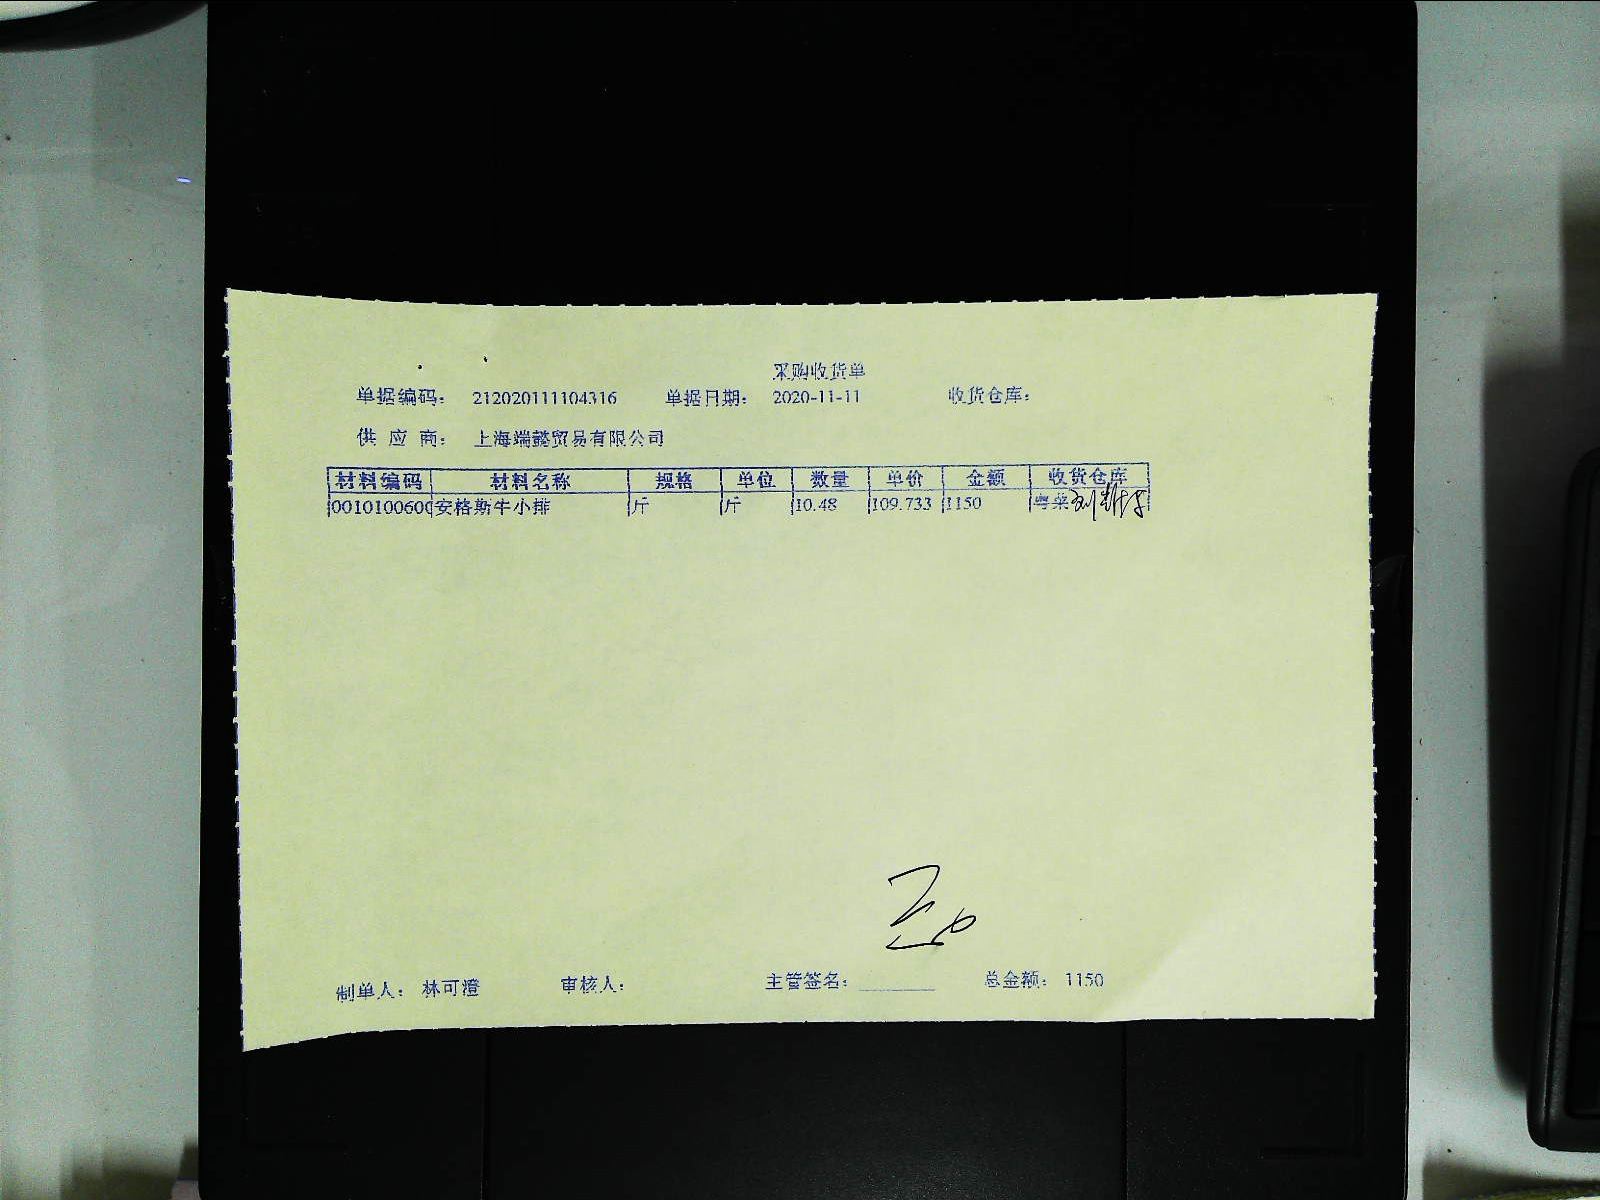 采购收货单
单据编码: 212020111104316 单据日期: 2020-11-11 收货仓库:
供 应 商: 上海端懿贸易有限公司
材料编码 材料名称 规格 单位 数量 单价 金额 收货仓库
0010100600 安格斯牛小排 斤 斤 10.48 109.733 1150 粤菜
制单人: 林可澄 审核人: 主管签名: 总金额: 1150